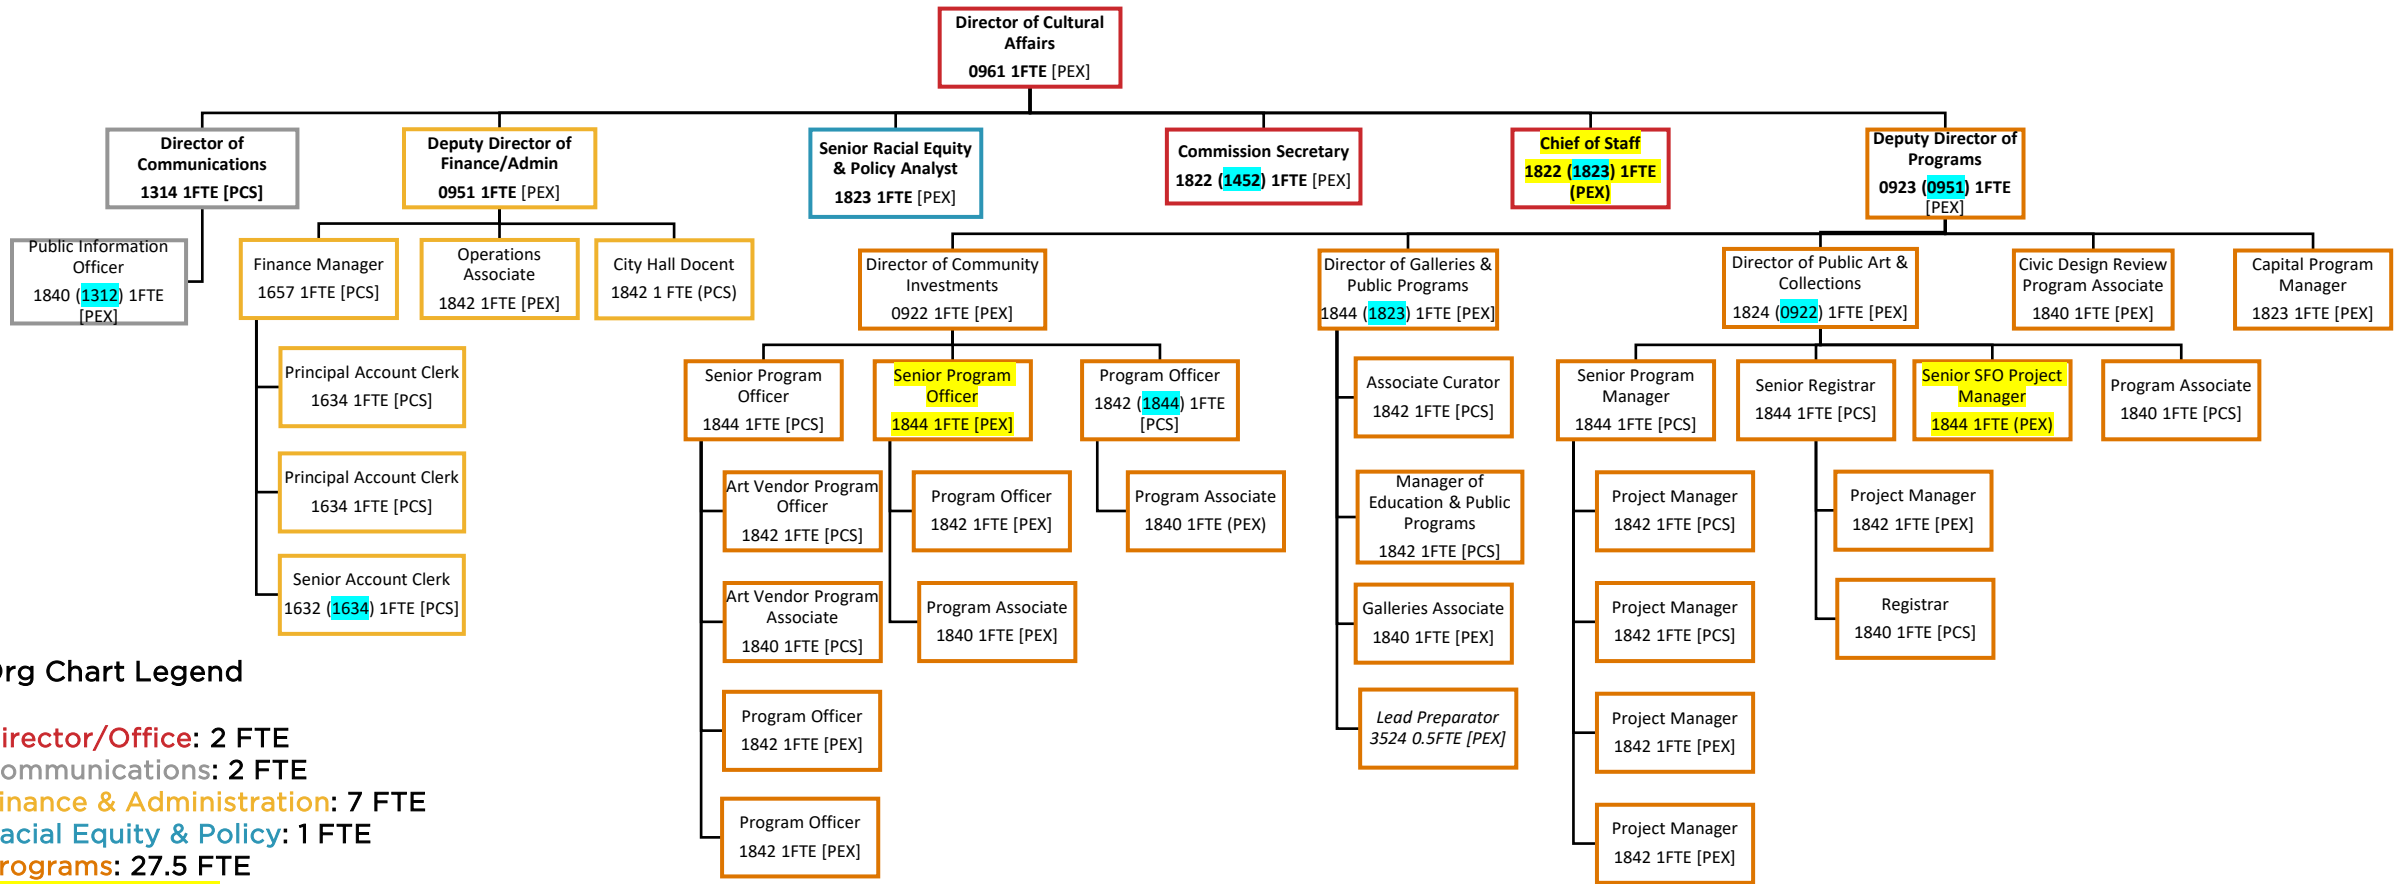 Director of Cultural
Affairs
0961 1FTE [PEX]
Director of
Communications
1314 1FTE [PCS]
Deputy Director of
Finance/Admin
0951 1FTE [PEX]
Senior Racial Equity
& Policy Analyst
1823 1FTE [PEX]
Commission Secretary
1822 (1452) 1FTE [PEX]
Chief of Staff
1822 (1823) 1FTE
(PEX)
Deputy Director of
Programs
0923 (0951) 1FTE
[PEX]
Public Information
Officer
1840 (1312) 1FTE
[PEX]
Finance Manager
1657 1FTE [PCS]
Operations
Associate
1842 1FTE [PEX]
City Hall Docent
1842 1 FTE (PCS)
Director of Community
Investments
0922 1FTE [PEX]
Director of Galleries &
Public Programs
1844 (1823) 1FTE [PEX]
Director of Public Art &
Collections
1824 (0922) 1FTE [PEX]
Civic Design Review
Program Associate
1840 1FTE [PEX]
Capital Program
Manager
1823 1FTE [PEX]
Principal Account Clerk
1634 1FTE [PCS]
Principal Account Clerk
1634 1FTE [PCS]
Senior Account Clerk
1632 (1634) 1FTE [PCS]
Senior Program
Officer
1844 1FTE [PCS]
Senior Program
Officer
1844 1FTE [PEX]
Program Officer
1842 (1844) 1FTE
[PCS]
Art Vendor Program
Officer
1842 1FTE [PCS]
Art Vendor Program
Associate
1840 1FTE [PCS]
Program Officer
1842 1FTE [PEX]
Program Officer
1842 1FTE [PEX]
Program Officer
1842 1FTE [PEX]
Program Associate
1840 1FTE [PEX]
Program Associate
1840 1FTE (PEX)
Associate Curator
1842 1FTE [PCS]
Manager of
Education & Public
Programs
1842 1FTE [PCS]
Galleries Associate
1840 1FTE [PEX]
Lead Preparator
3524 0.5FTE [PEX]
Senior Program
Manager
1844 1FTE [PCS]
Senior Registrar
1844 1FTE [PCS]
Senior SFO Project
Manager
1844 1FTE (PEX)
Program Associate
1840 1FTE [PCS]
Project Manager
1842 1FTE [PCS]
Project Manager
1842 1FTE [PCS]
Project Manager
1842 1FTE [PEX]
Project Manager
1842 1FTE [PEX]
Project Manager
1842 1FTE [PEX]
Registrar
1840 1FTE [PCS]
Org Chart Legend
irector/Office: 2 FTE
ommunications: 2 FTE
inance & Administration: 7 FTE
acial Equity & Policy: 1 FTE
rograms: 27.5 FTE